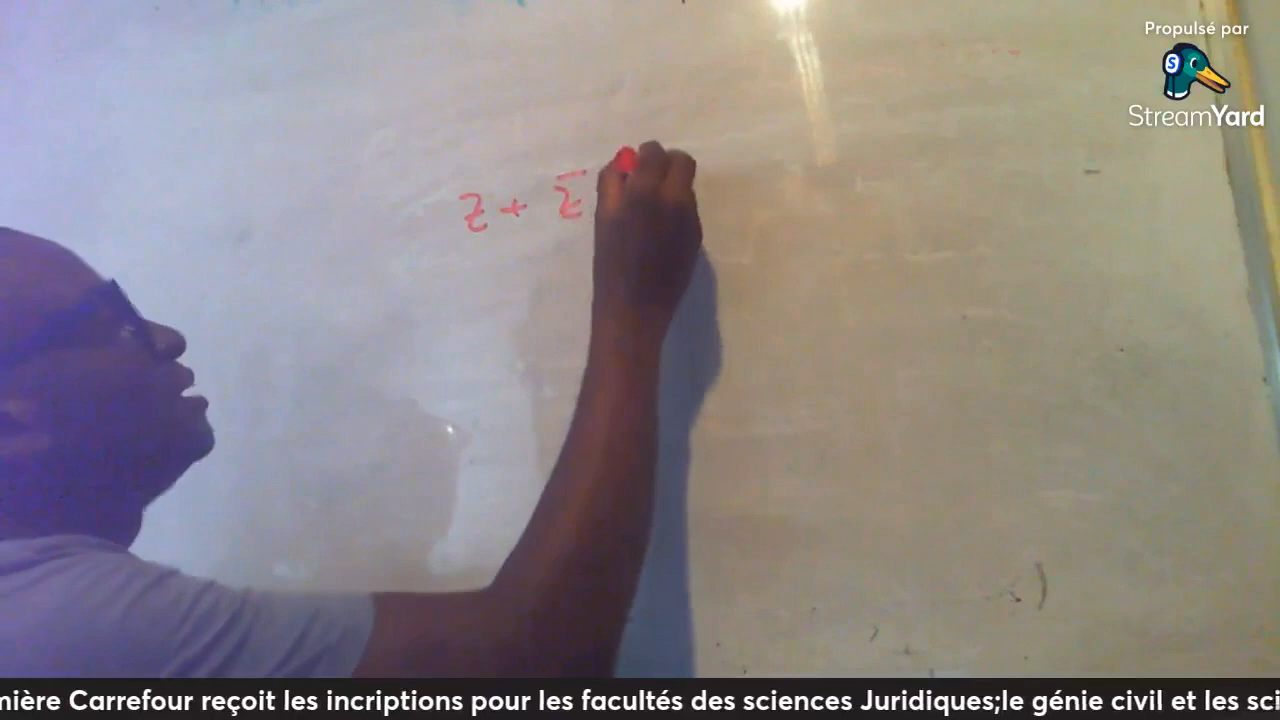 Propulsé par
StreamYard
z + z̅
mière Carrefour reçoit les incriptions pour les facultés des sciences Juridiques;le génie civil et les sci